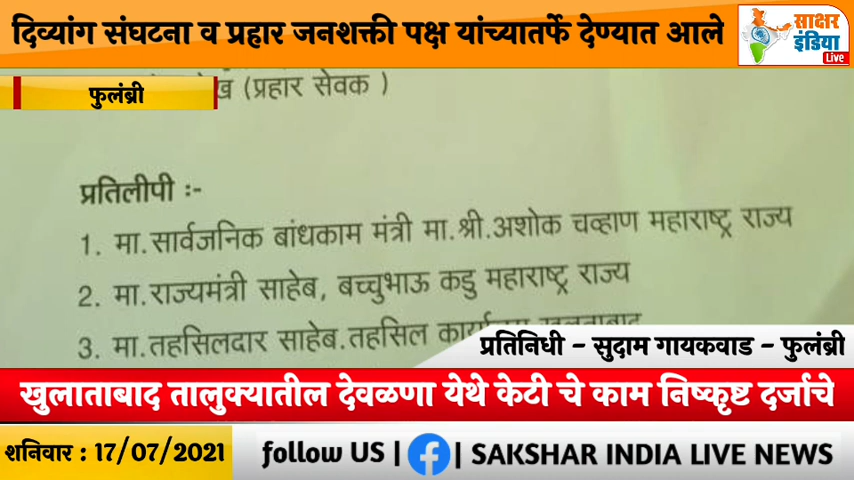 दिव्यांग संघटना व प्रहार जनशक्ती पक्ष यांच्यातर्फे देण्यात आले
साक्षर
इंडिया
Live
फुलंब्री
(प्रहार सेवक )
प्रतिलीपी :-
1. मा.सार्वजनिक बांधकाम मंत्री मा.श्री.अशोक चव्हाण महाराष्ट्र राज्य
2. मा.राज्यमंत्री साहेब, बच्चुभाऊ कडु महाराष्ट्र राज्य
3. मा.तहसिलदार साहेब.तहसिल
प्रतिनिधी - सुदाम गायकवाड - फुलंब्री
खुलाताबाद तालुक्यातील देवळणा येथे केटी चे काम निष्कृष्ट दर्जाचे
शनिवार : 17/07/2021
follow US | f | SAKSHAR INDIA LIVE NEWS